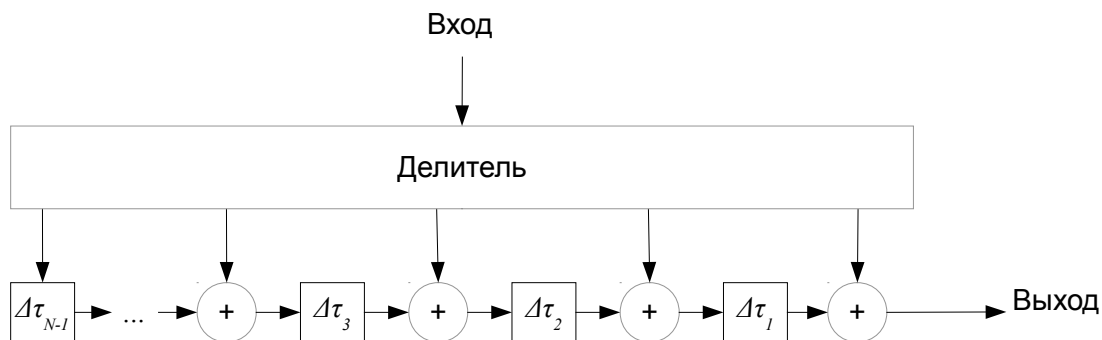 Вход
Делитель
Δτ_{N-1} ... + Δτ_3 + Δτ_2 + Δτ_1 + Выход